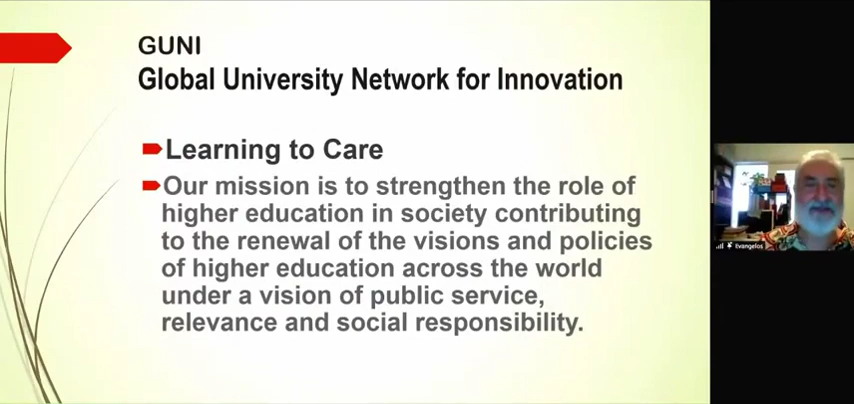 GUNI
Global University Network for Innovation
Learning to Care
Our mission is to strengthen the role of
higher education in society contributing
to the renewal of the visions and policies
of higher education across the world
under a vision of public service,
relevance and social responsibility.
Evangelos